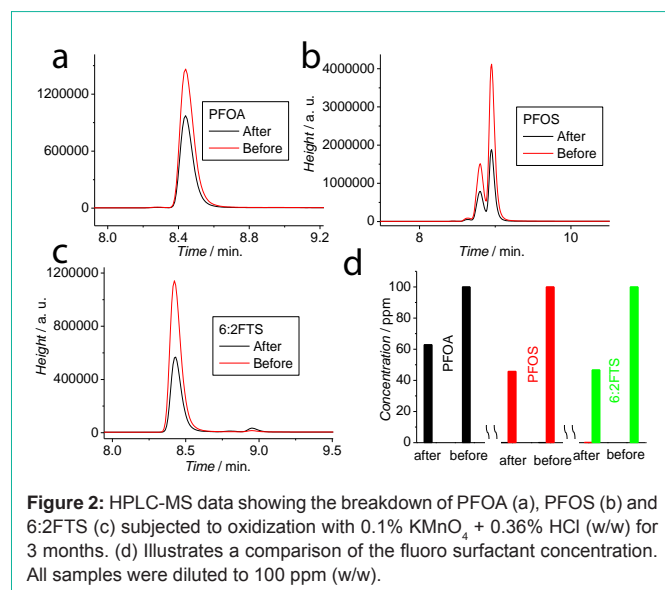 a
1200000
600000
0
PFOA
After
Before
8.0 8.4 8.8 9.2
Time / min.
b
Height / a. u.
4000000
3000000
2000000
1000000
0
PFOS
After
Before
8 10
Time / min.
c
Height / a. u.
1200000
800000
400000
0
6:2FTS
After
Before
8.0 8.5 9.0 9.5
Time / min.
d
Concentration / ppm
100
80
60
40
20
0
PFOA
PFOS
6:2FTS
after before after before after before
Figure 2: HPLC-MS data showing the breakdown of PFOA (a), PFOS (b) and
6:2FTS (c) subjected to oxidization with 0.1% KMnO₄ + 0.36% HCl (w/w) for
3 months. (d) Illustrates a comparison of the fluoro surfactant concentration.
All samples were diluted to 100 ppm (w/w).